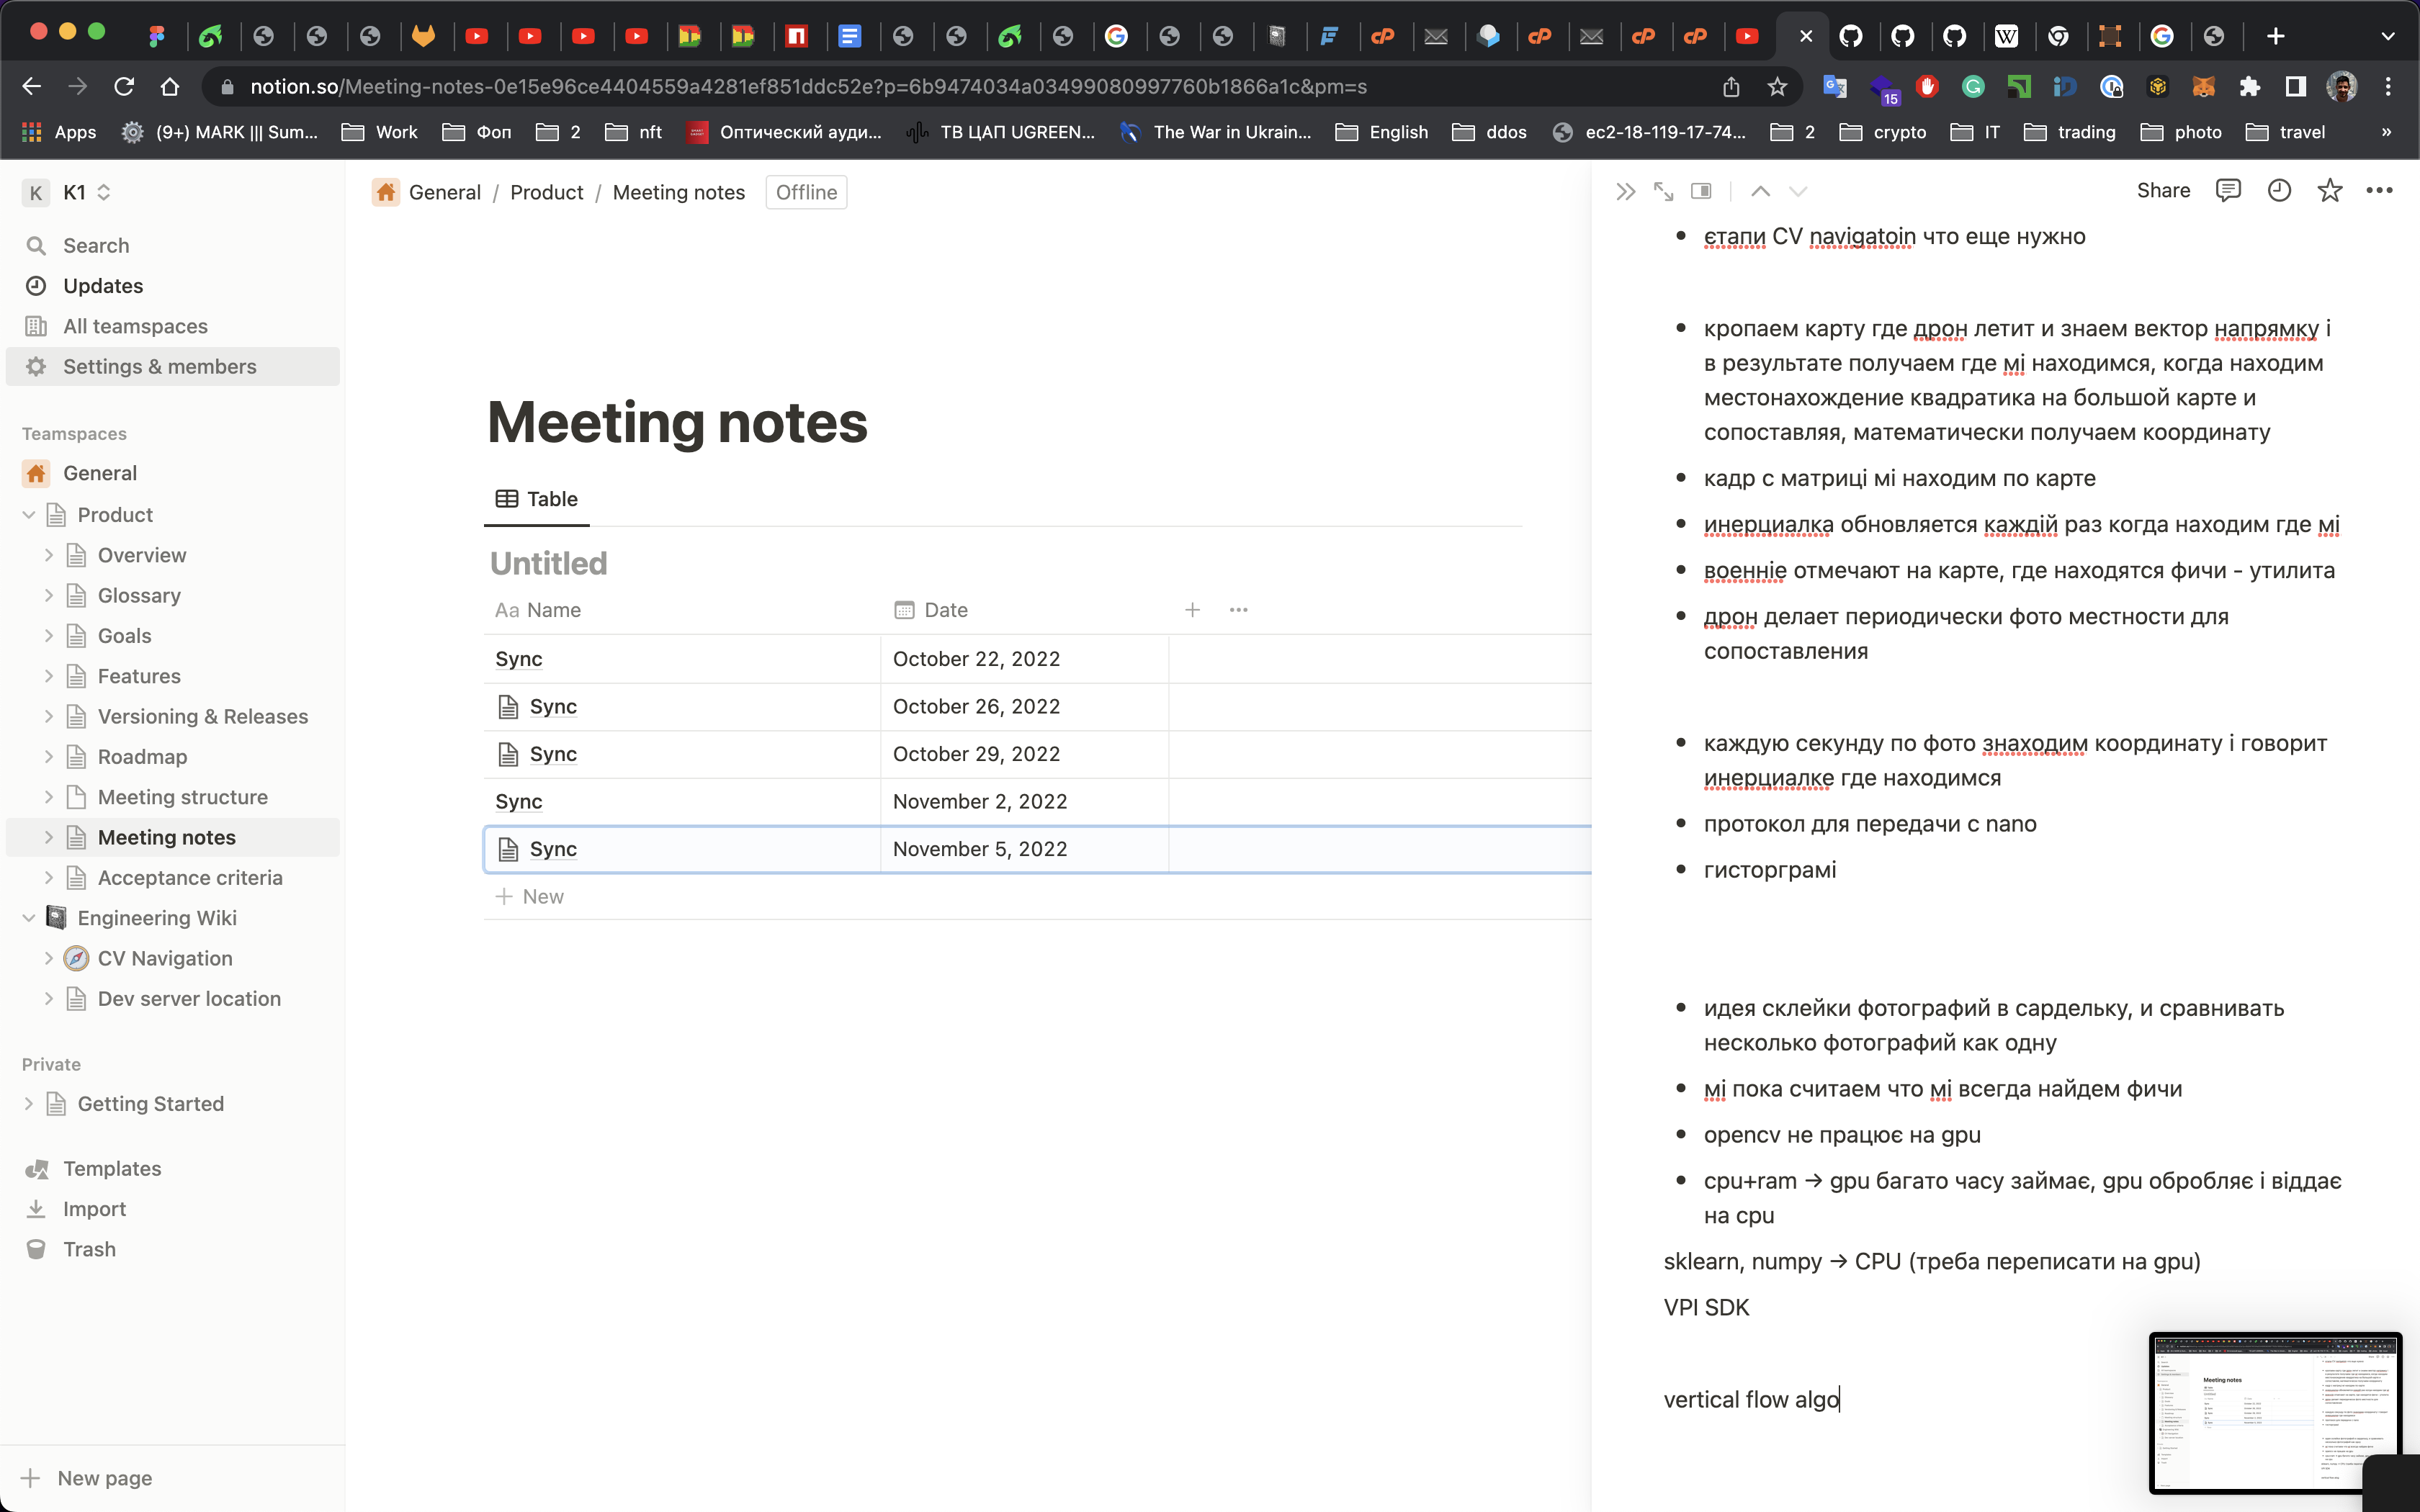 notion.so/Meeting-notes-0e15e96ce4404559a4281ef851ddc52e?p=6b9474034a03499080997760b1866a1c&pm=s
15
Apps
(9+) MARK ||| Sum...
Work
Фоп
2
nft
Оптический ауди...
ТВ ЦАП UGREEN...
The War in Ukrain...
English
ddos
ec2-18-119-17-74...
2
crypto
IT
trading
photo
travel
»
K
K1
Search
Updates
All teamspaces
Settings & members
Teamspaces
General
Product
Overview
Glossary
Goals
Features
Versioning & Releases
Roadmap
Meeting structure
Meeting notes
Acceptance criteria
Engineering Wiki
CV Navigation
Dev server location
Private
Getting Started
Templates
Import
Trash
New page
General / Product / Meeting notes
Offline
Meeting notes
Table
Untitled
Aa Name
Date
Sync October 22, 2022
Sync October 26, 2022
Sync October 29, 2022
Sync November 2, 2022
Sync November 5, 2022
+ New
Share
• єтапи CV navigatoin что еще нужно
• кропаем карту где дрон летит и знаем вектор напрямку і
в результате получаем где мі находимся, когда находим
местонахождение квадратика на большой карте и
сопоставляя, математически получаем координату
• кадр с матриці мі находим по карте
• инерциалка обновляется каждій раз когда находим где мі
• военніе отмечают на карте, где находятся фичи - утилита
• дрон делает периодически фото местности для
сопоставления
• каждую секунду по фото знаходим координату і говорит
инерциалке где находимся
• протокол для передачи с nano
• гисторграмі
• идея склейки фотографий в сардельку, и сравнивать
несколько фотографий как одну
• мі пока считаем что мі всегда найдем фичи
• opencv не працює на gpu
• cpu+ram → gpu багато часу займає, gpu обробляє і віддає
на cpu
sklearn, numpy → CPU (треба переписати на gpu)
VPI SDK
vertical flow algo
Meeting notes